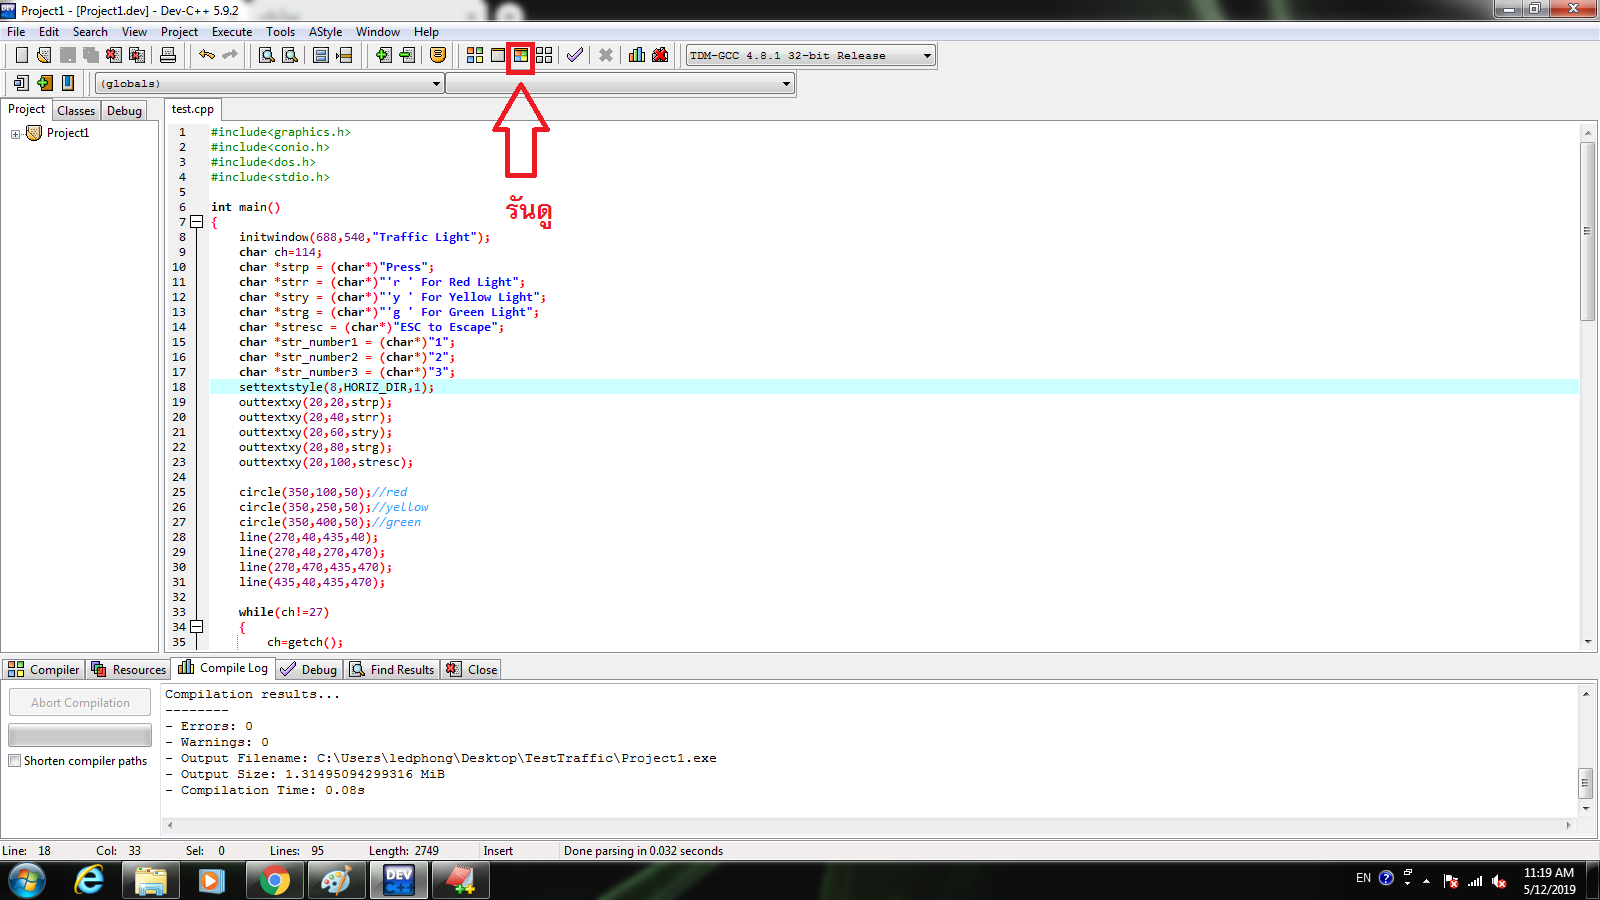 Project1 - [Project1.dev] - Dev-C++ 5.9.2
File Edit Search View Project Execute Tools AStyle Window Help
TDM-GCC 4.8.1 32-bit Release
(globals)
Project Classes Debug
test.cpp
Project1
รันดู
1 #include<graphics.h>
2 #include<conio.h>
3 #include<dos.h>
4 #include<stdio.h>
5
6 int main()
7 {
8 initwindow(688,540,"Traffic Light");
9 char ch=114;
10 char *strp = (char*)"Press";
11 char *strr = (char*)"'r ' For Red Light";
12 char *stry = (char*)"'y ' For Yellow Light";
13 char *strg = (char*)"'g ' For Green Light";
14 char *stresc = (char*)"ESC to Escape";
15 char *str_number1 = (char*)"1";
16 char *str_number2 = (char*)"2";
17 char *str_number3 = (char*)"3";
18 settextstyle(8,HORIZ_DIR,1);
19 outtextxy(20,20,strp);
20 outtextxy(20,40,strr);
21 outtextxy(20,60,stry);
22 outtextxy(20,80,strg);
23 outtextxy(20,100,stresc);
24
25 circle(350,100,50);//red
26 circle(350,250,50);//yellow
27 circle(350,400,50);//green
28 line(270,40,435,40);
29 line(270,40,270,470);
30 line(270,470,435,470);
31 line(435,40,435,470);
32
33 while(ch!=27)
34 {
35 ch=getch();
Compiler Resources Compile Log Debug Find Results Close
Abort Compilation
Shorten compiler paths
Compilation results...
--------
- Errors: 0
- Warnings: 0
- Output Filename: C:\Users\ledphong\Desktop\TestTraffic\Project1.exe
- Output Size: 1.31495094299316 MiB
- Compilation Time: 0.08s
Line: 18 Col: 33 Sel: 0 Lines: 95 Length: 2749 Insert Done parsing in 0.032 seconds
DEV C++
EN
11:19 AM
5/12/2019